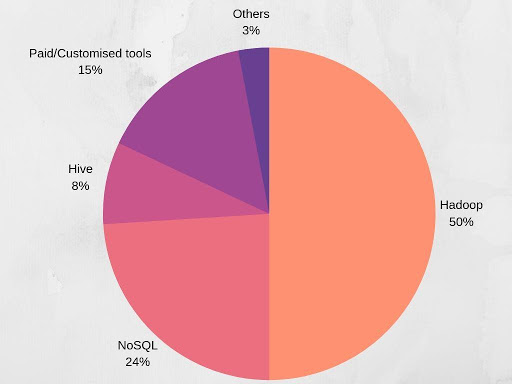 Others
3%
Paid/Customised tools
15%
Hive
8%
Hadoop
50%
NoSQL
24%